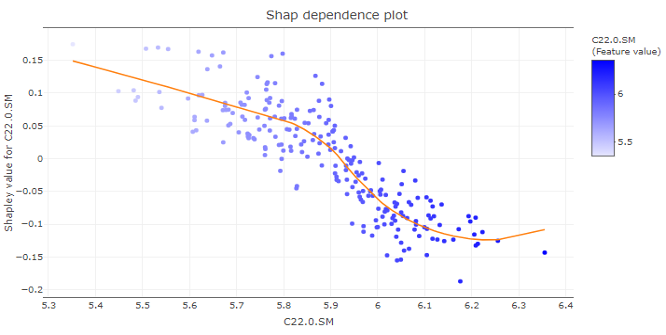 Shap dependence plot
C22.0.SM
(Feature value)
6
5.5
Shapley value for C22.0.SM
0.15
0.1
0.05
0
−0.05
−0.1
−0.15
−0.2
5.3 5.4 5.5 5.6 5.7 5.8 5.9 6 6.1 6.2 6.3 6.4
C22.0.SM